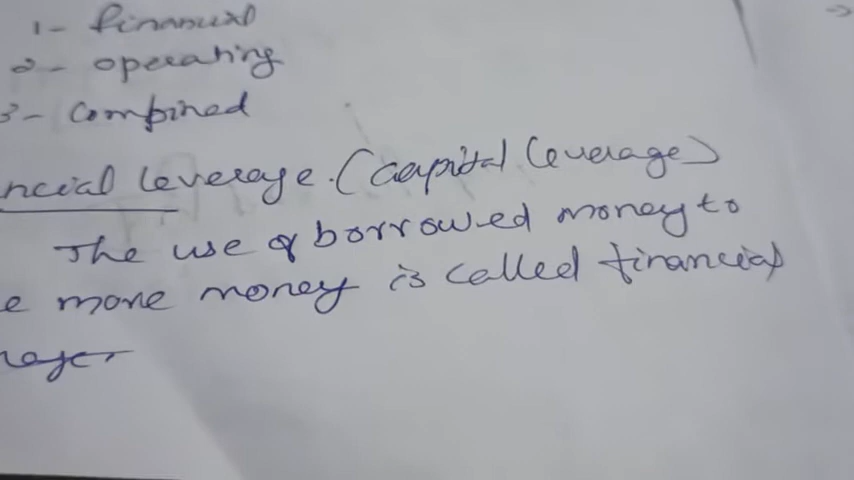 1- financial
2- operating
3- Combined
ncial leverage. (Capital Leverage)
The use of borrowed money to
e more money is called financial
rage.